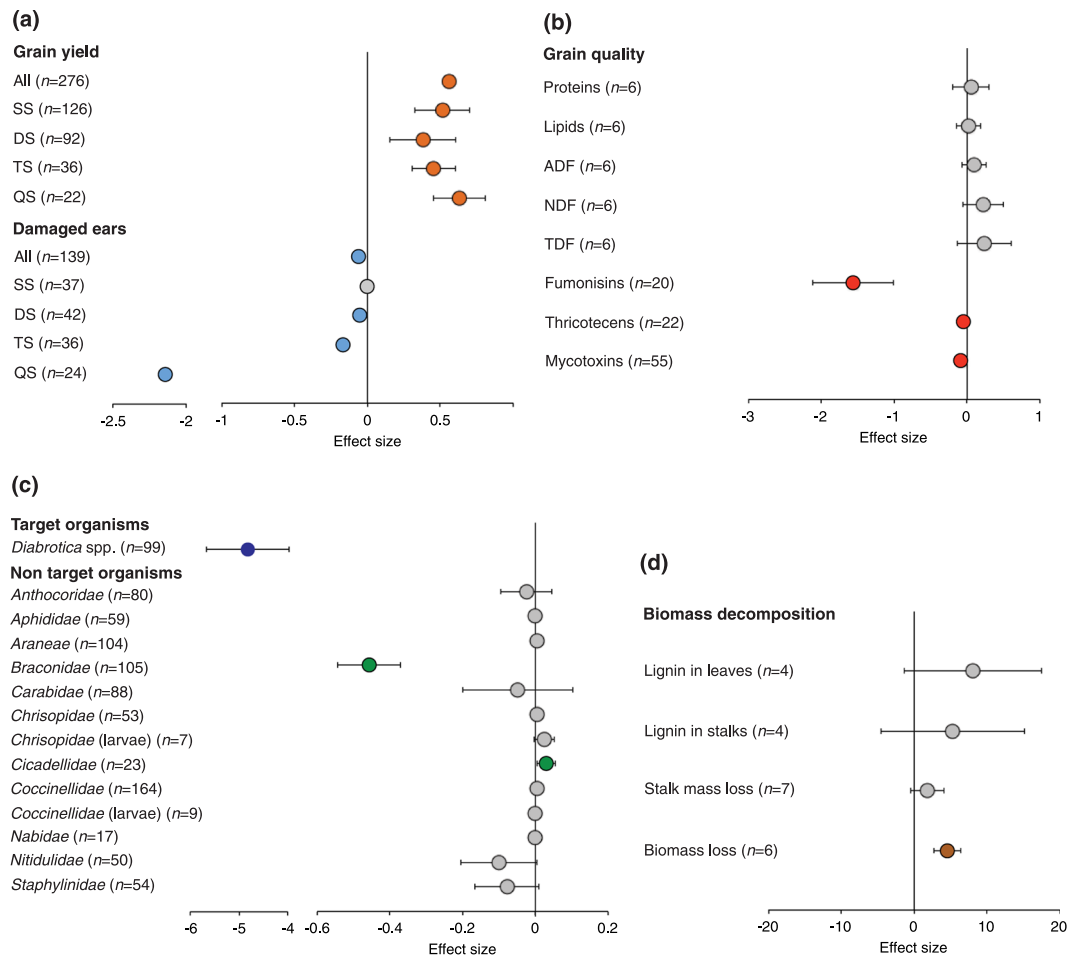 (a)
Grain yield
All (n=276)
SS (n=126)
DS (n=92)
TS (n=36)
QS (n=22)
Damaged ears
All (n=139)
SS (n=37)
DS (n=42)
TS (n=36)
QS (n=24)
-2.5 -2 -1 -0.5 0 0.5
Effect size
(b)
Grain quality
Proteins (n=6)
Lipids (n=6)
ADF (n=6)
NDF (n=6)
TDF (n=6)
Fumonisins (n=20)
Thricotecens (n=22)
Mycotoxins (n=55)
-3 -2 -1 0 1
Effect size
(c)
Target organisms
Diabrotica spp. (n=99)
Non target organisms
Anthocoridae (n=80)
Aphididae (n=59)
Araneae (n=104)
Braconidae (n=105)
Carabidae (n=88)
Chrisopidae (n=53)
Chrisopidae (larvae) (n=7)
Cicadellidae (n=23)
Coccinellidae (n=164)
Coccinellidae (larvae) (n=9)
Nabidae (n=17)
Nitidulidae (n=50)
Staphylinidae (n=54)
-6 -5 -4 -0.6 -0.4 -0.2 0 0.2
Effect size
(d)
Biomass decomposition
Lignin in leaves (n=4)
Lignin in stalks (n=4)
Stalk mass loss (n=7)
Biomass loss (n=6)
-20 -10 0 10 20
Effect size